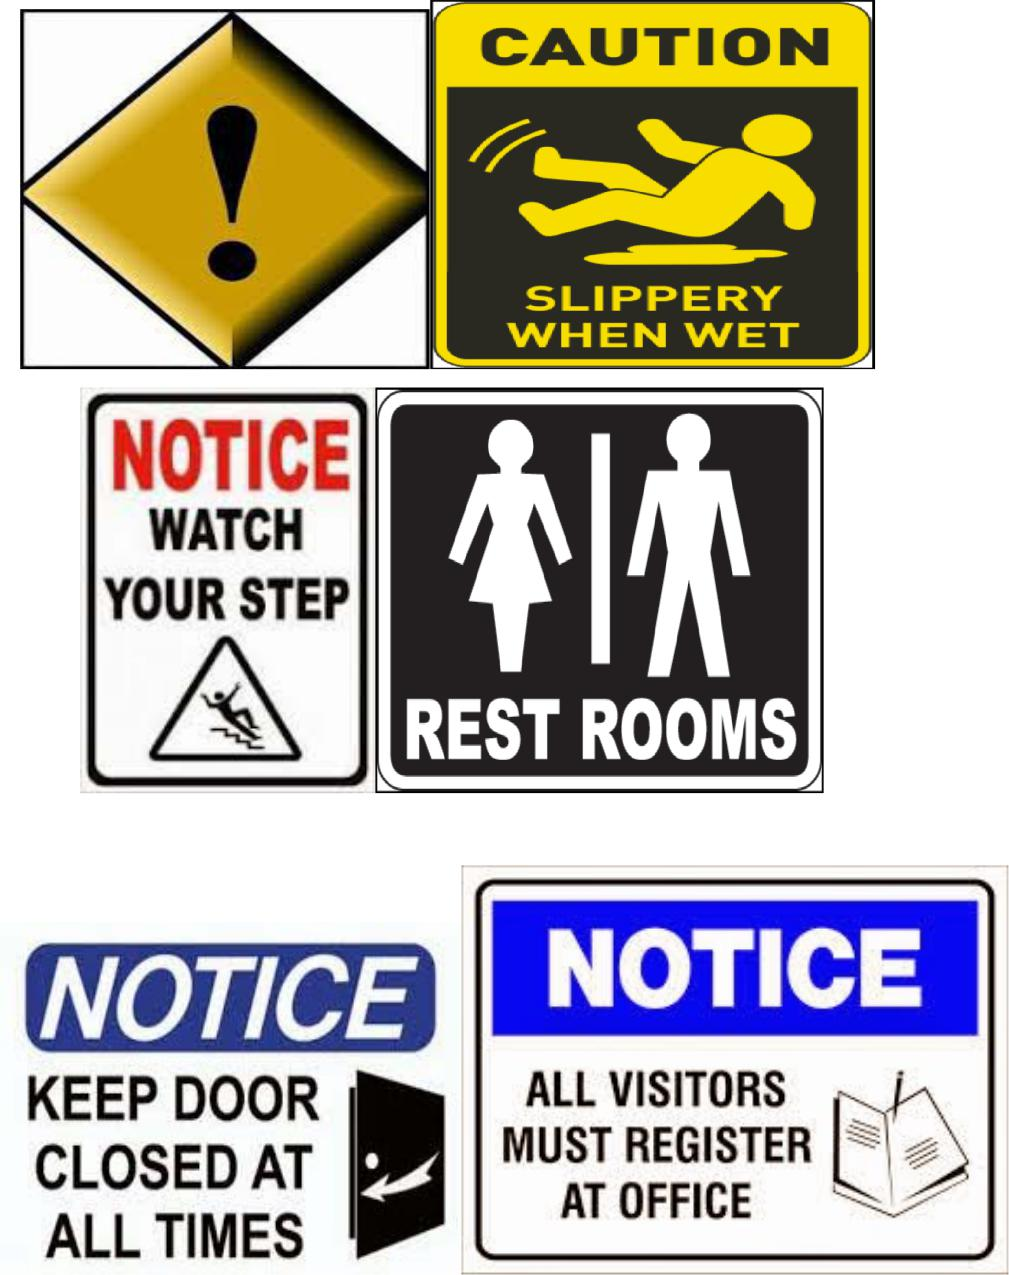 !
CAUTION
SLIPPERY
WHEN WET
NOTICE
WATCH
YOUR STEP
REST ROOMS
NOTICE
KEEP DOOR
CLOSED AT
ALL TIMES
NOTICE
ALL VISITORS
MUST REGISTER
AT OFFICE